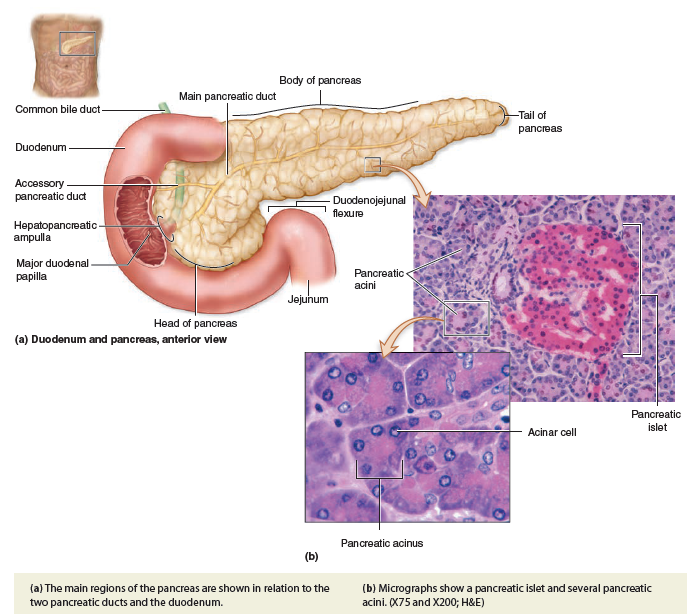 Body of pancreas
Main pancreatic duct
Common bile duct
Tail of
pancreas
Duodenum
Accessory
pancreatic duct
Duodenojejunal
flexure
Hepatopancreatic
ampulla
Major duodenal
papilla
Pancreatic
acini
Jejunum
Head of pancreas
(a) Duodenum and pancreas, anterior view
Pancreatic
islet
Acinar cell
Pancreatic acinus
(b)
(a) The main regions of the pancreas are shown in relation to the
two pancreatic ducts and the duodenum.
(b) Micrographs show a pancreatic islet and several pancreatic
acini. (X75 and X200; H&E)